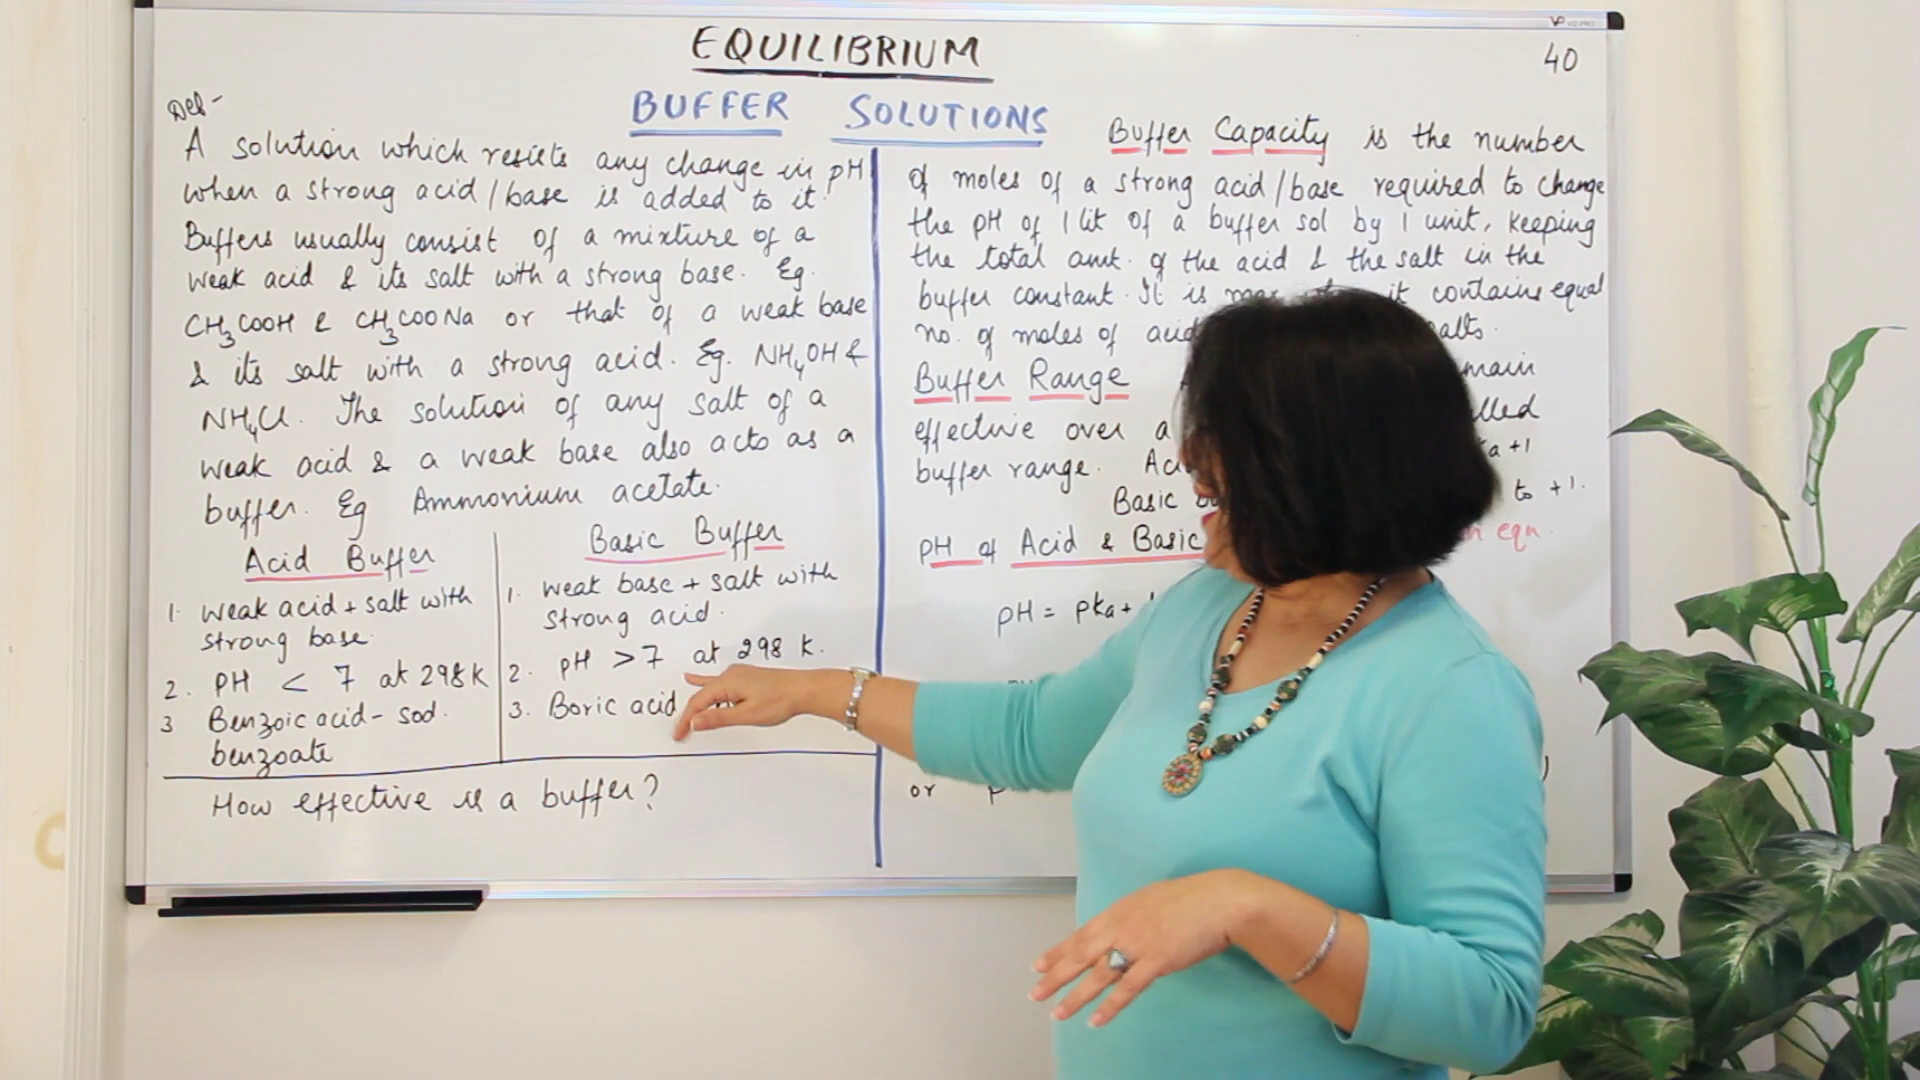 VP VIZ-PRO
EQUILIBRIUM
40
BUFFER SOLUTIONS
Def -
A solution which resists any change in pH
when a strong acid/base is added to it.
Buffers usually consist of a mixture of a
weak acid & its salt with a strong base. Eg.
CH3COOH & CH3COONa or that of a weak base
& its salt with a strong acid. Eg. NH4OH &
NH4Cl. The solution of any salt of a
weak acid & a weak base also acts as a
buffer. Eg Ammonium acetate.
Acid Buffer
1. weak acid + salt with
strong base.
2. PH < 7 at 298K
3 Benzoic acid - sod.
benzoate
Basic Buffer
1. weak base + salt with
strong acid.
2. pH > 7 at 298 K.
3. Boric acid
How effective is a buffer?
Buffer Capacity is the number
of moles of a strong acid/base required to change
the pH of 1 lit of a buffer sol by 1 unit, keeping
the total amt. of the acid & the salt in the
buffer constant. It is it contains equal
no. of moles of
Buffer Range
effective over a
buffer range.
Basic to +1.
pH of Acid & Basic eqn.
pH = pka +
or